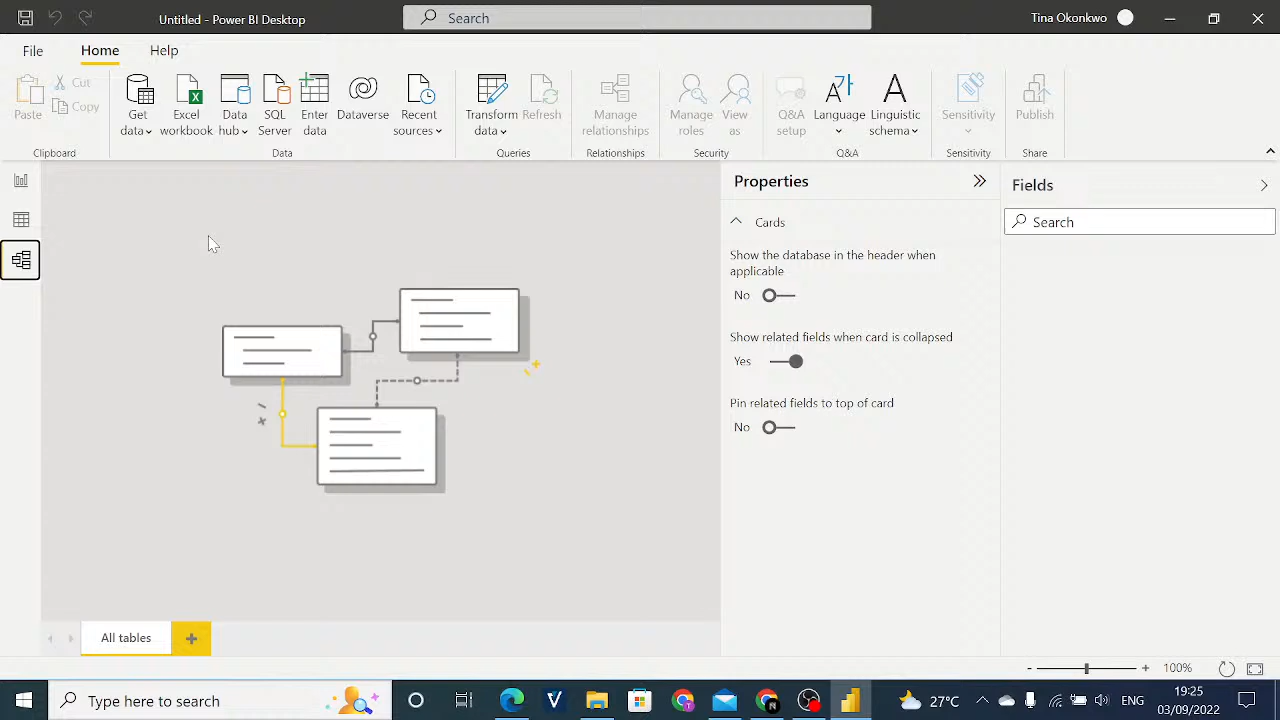 Untitled - Power BI Desktop
Search
Tina Okonkwo
File
Home
Help
Paste
Cut
Copy
Get data
Excel workbook
Data hub
SQL Server
Enter data
Dataverse
Recent sources
Transform data
Refresh
Manage relationships
Manage roles
View as
Q&A setup
Language
Linguistic schema
Sensitivity
Publish
Clipboard
Data
Queries
Relationships
Security
Q&A
Sensitivity
Share
Properties
Cards
Show the database in the header when
applicable
No
Show related fields when card is collapsed
Yes
Pin related fields to top of card
No
Fields
Search
All tables
100%
Type here to search
27°C
ENG
19:25
03/09/2022